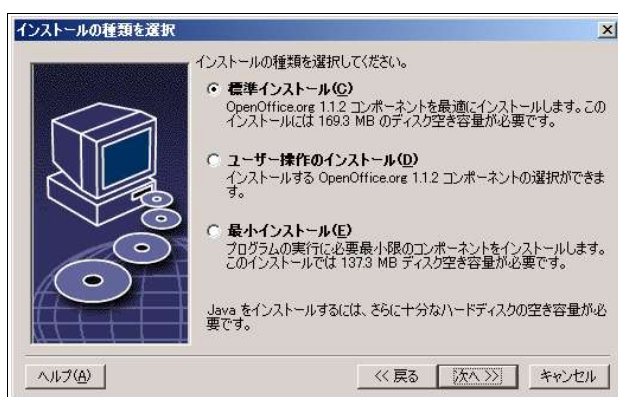 インストールの種類を選択
インストールの種類を選択してください。
標準インストール(C)
OpenOffice.org 1.1.2 コンポーネントを最適にインストールします。この
インストールには 169.3 MB のディスク空き容量が必要です。
ユーザー操作のインストール(D)
インストールする OpenOffice.org 1.1.2 コンポーネントの選択ができま
す。
最小インストール(E)
プログラムの実行に必要最小限のコンポーネントをインストールします。
このインストールでは 137.3 MB ディスク空き容量が必要です。
Java をインストールするには、さらに十分なハードディスクの空き容量が必
要です。
ヘルプ(A)
<< 戻る
次へ >>
キャンセル